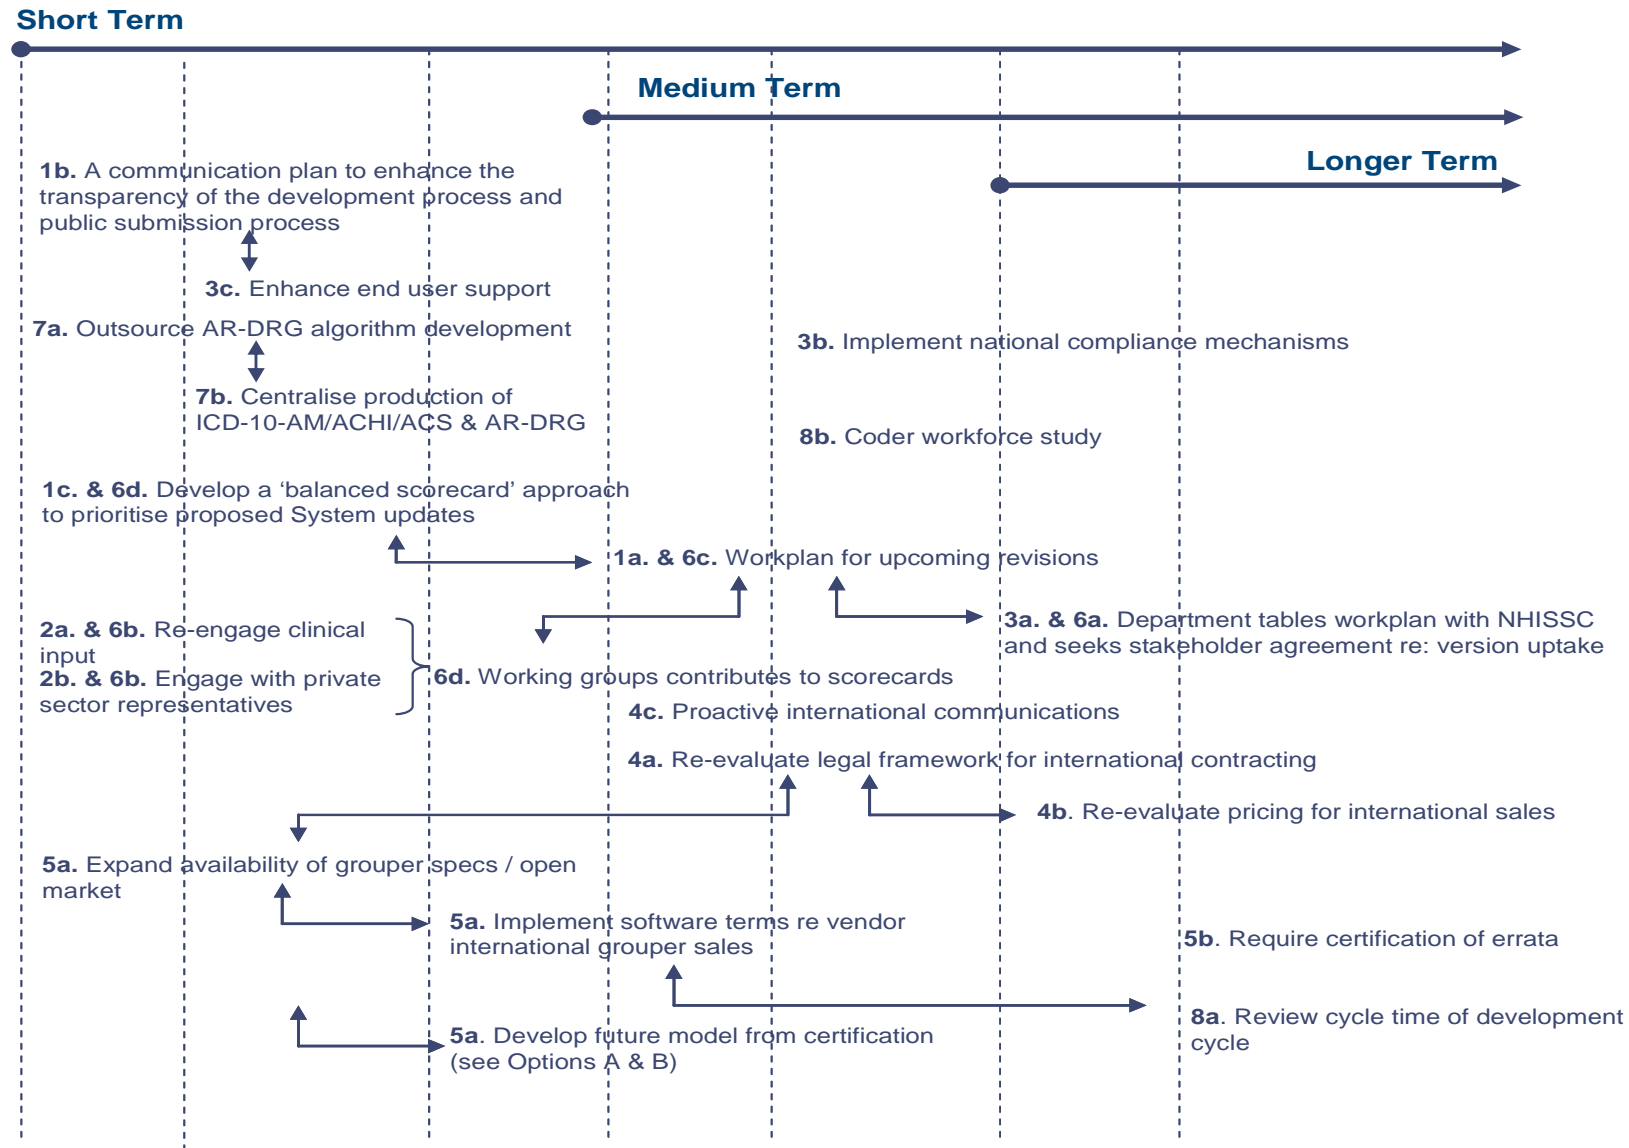 Short Term
Medium Term
Longer Term
1b. A communication plan to enhance the
transparency of the development process and
public submission process
3c. Enhance end user support
7a. Outsource AR-DRG algorithm development
3b. Implement national compliance mechanisms
7b. Centralise production of
ICD-10-AM/ACHI/ACS & AR-DRG
8b. Coder workforce study
1c. & 6d. Develop a ‘balanced scorecard’ approach
to prioritise proposed System updates
1a. & 6c. Workplan for upcoming revisions
2a. & 6b. Re-engage clinical
input
2b. & 6b. Engage with private
sector representatives
3a. & 6a. Department tables workplan with NHISSC
and seeks stakeholder agreement re: version uptake
6d. Working groups contributes to scorecards
4c. Proactive international communications
4a. Re-evaluate legal framework for international contracting
4b. Re-evaluate pricing for international sales
5a. Expand availability of grouper specs / open
market
5a. Implement software terms re vendor
international grouper sales
5b. Require certification of errata
8a. Review cycle time of development
cycle
5a. Develop future model from certification
(see Options A & B)